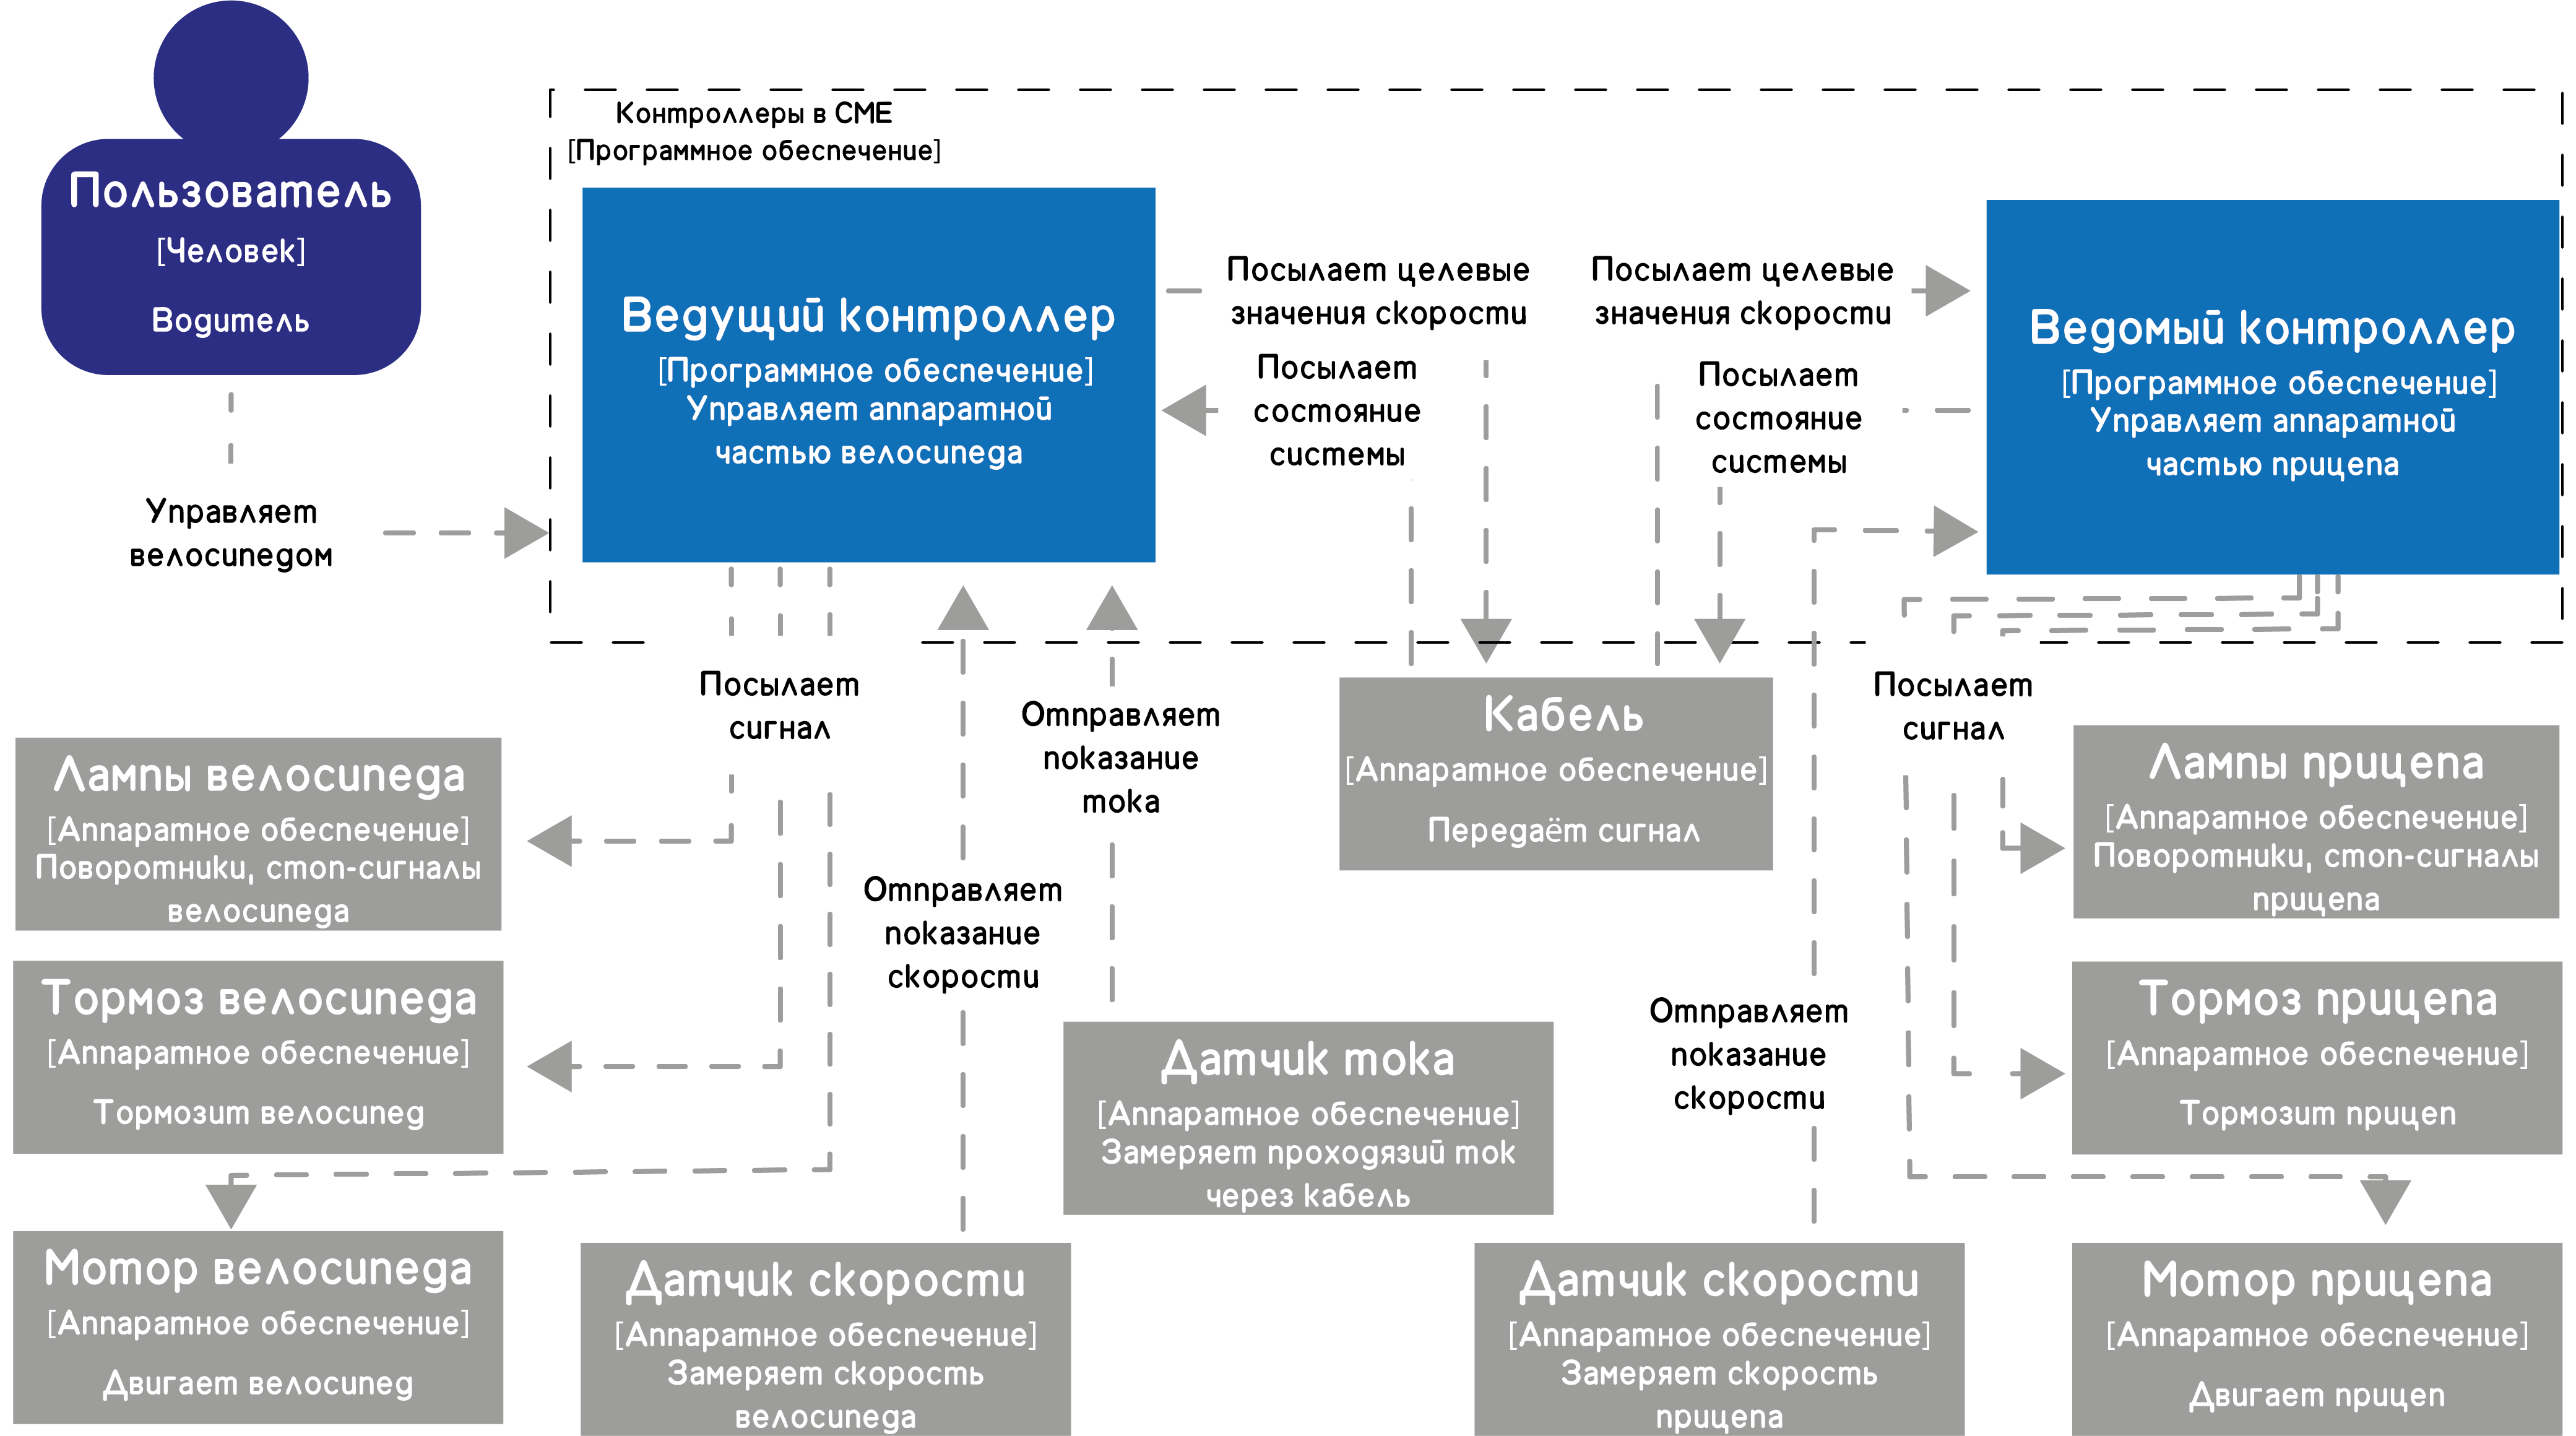 Пользователь
[Человек]
Водитель
Управляет
велосипедом
Контроллеры в СМЕ
[Программное обеспечение]
Ведущий контроллер
[Программное обеспечение]
Управляет аппаратной
частью велосипеда
Посылает целевые
значения скорости
Посылает
состояние
системы
Посылает целевые
значения скорости
Посылает
состояние
системы
Ведомый контроллер
[Программное обеспечение]
Управляет аппаратной
частью прицепа
Посылает
сигнал
Отправляет
показание
скорости
Отправляет
показание
тока
Кабель
[Аппаратное обеспечение]
Передаёт сигнал
Отправляет
показание
скорости
Посылает
сигнал
Лампы велосипеда
[Аппаратное обеспечение]
Поворотники, стоп-сигналы
велосипеда
Тормоз велосипеда
[Аппаратное обеспечение]
Тормозит велосипед
Мотор велосипеда
[Аппаратное обеспечение]
Двигает велосипед
Датчик скорости
[Аппаратное обеспечение]
Замеряет скорость
велосипеда
Датчик тока
[Аппаратное обеспечение]
Замеряет проходязий ток
через кабель
Датчик скорости
[Аппаратное обеспечение]
Замеряет скорость
прицепа
Лампы прицепа
[Аппаратное обеспечение]
Поворотники, стоп-сигналы
прицепа
Тормоз прицепа
[Аппаратное обеспечение]
Тормозит прицеп
Мотор прицепа
[Аппаратное обеспечение]
Двигает прицеп